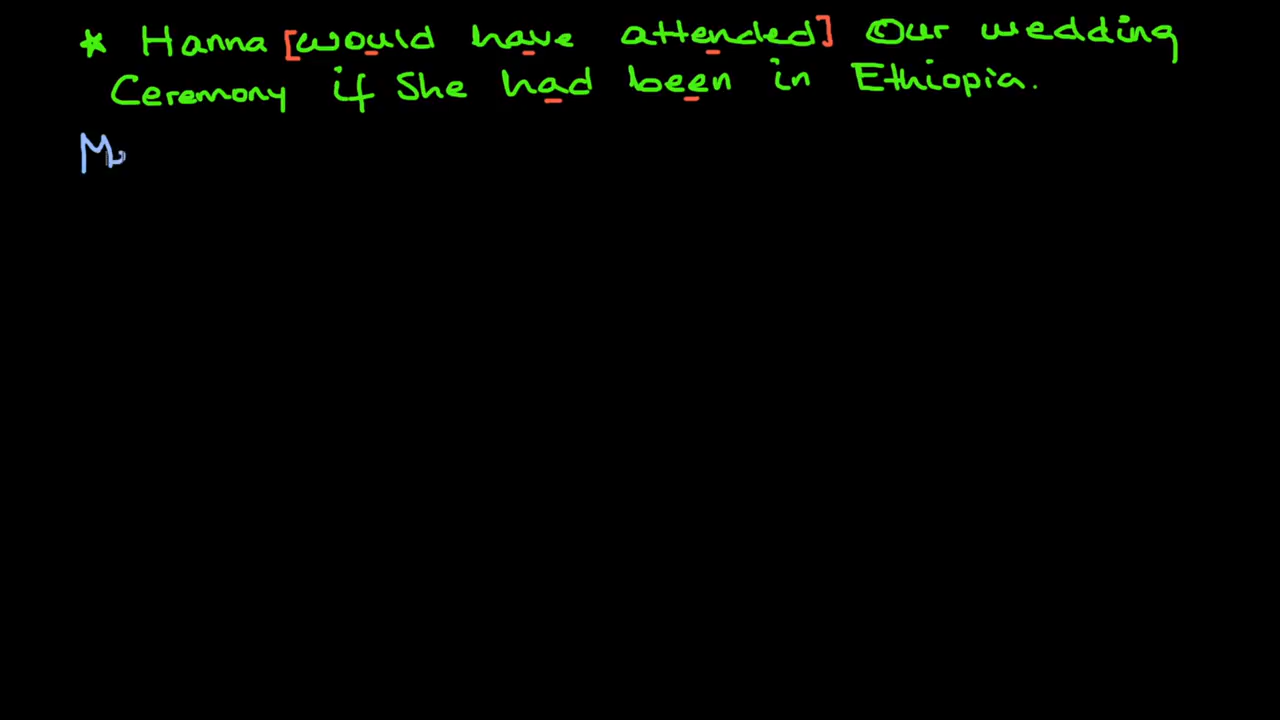 * Hanna [would have attended] Our wedding
Ceremony if She had been in Ethiopia.